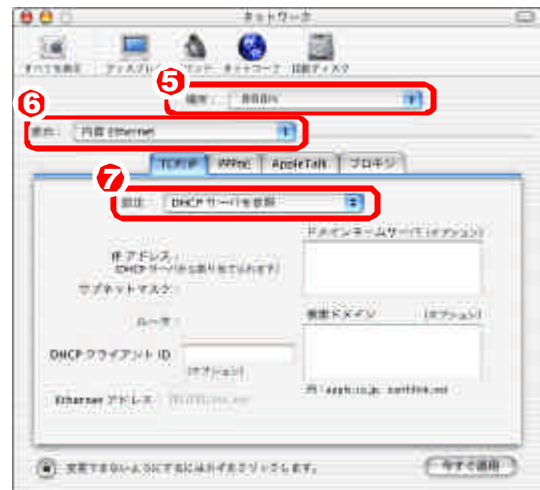 ネットワーク
すべてを表示 ディスプレイ サウンド ネットワーク 起動ディスク
5
場所: BBBN
6
表示: 内蔵 Ethernet
TCP/IP PPPoE AppleTalk プロキシ
7
設定: DHCP サーバを参照
ドメインネームサーバ (オプション)
IP アドレス:
(DHCP サーバから割り当てられます)
サブネットマスク:
ルータ:
検索ドメイン (オプション)
DHCP クライアント ID
(オプション)
例: apple.co.jp, earthlink.net
Ethernet アドレス
変更できないようにするにはカギをクリックします。
今すぐ適用